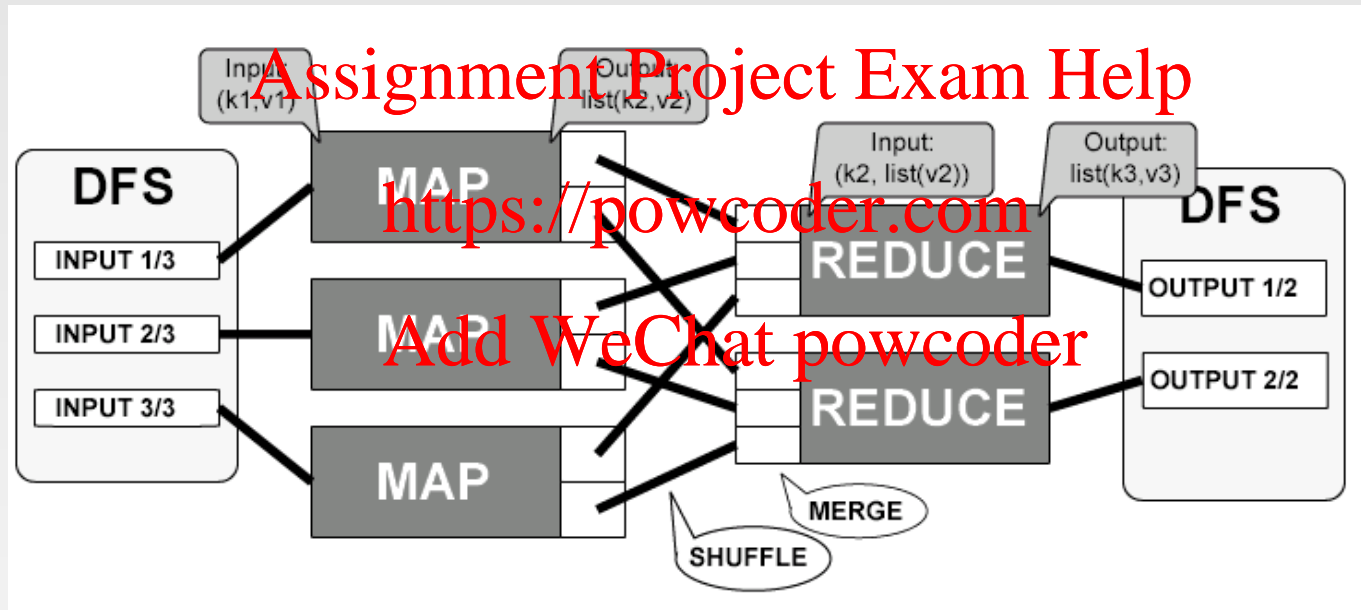 Assignment Project Exam Help
Input:
(k1,v1)
Output:
list(k2,v2)
Input:
(k2, list(v2))
Output:
list(k3,v3)
DFS
INPUT 1/3
INPUT 2/3
INPUT 3/3
MAP
MAP
MAP
https://powcoder.com
REDUCE
REDUCE
Add WeChat powcoder
DFS
OUTPUT 1/2
OUTPUT 2/2
MERGE
SHUFFLE